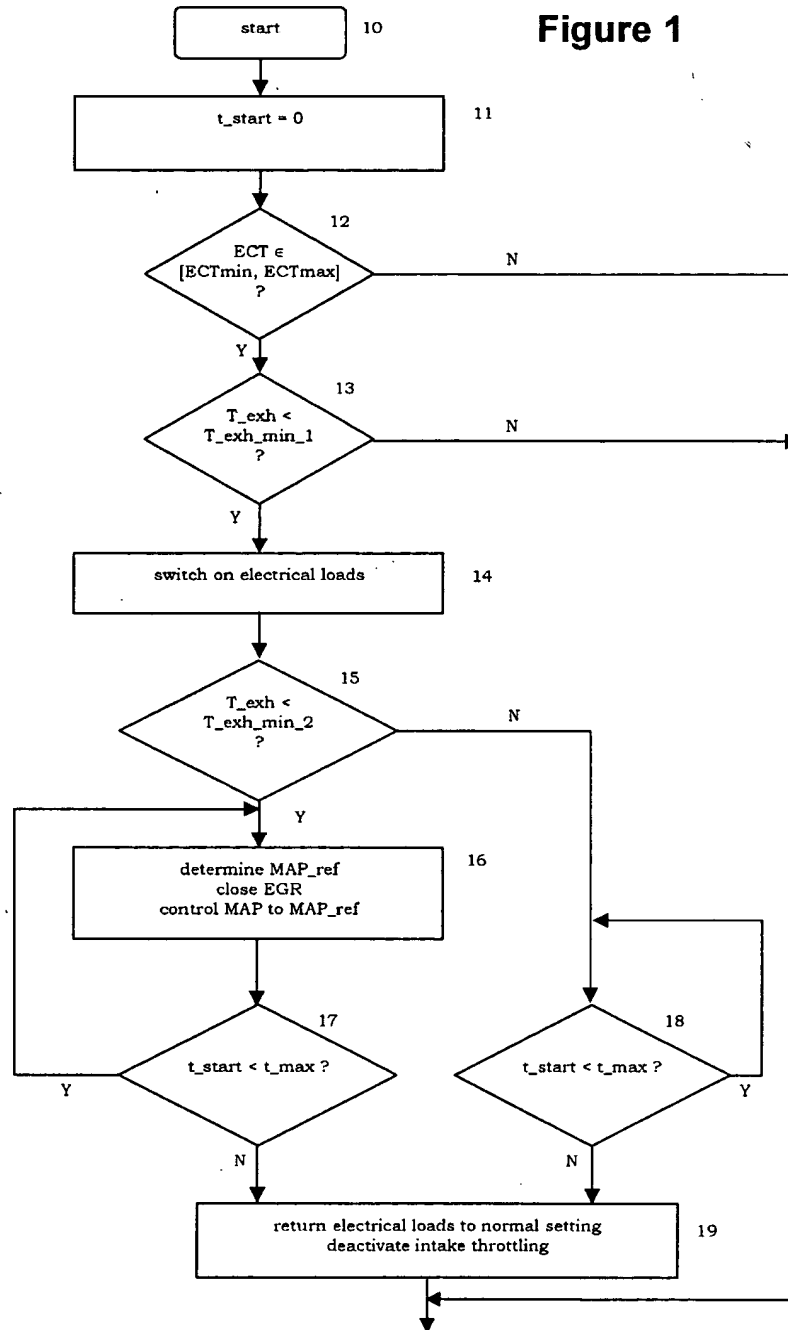 Figure 1
start
10
t_start = 0
11
12
ECT ∈
[ECTmin, ECTmax]
?
N
Y
13
T_exh <
T_exh_min_1
?
N
Y
switch on electrical loads
14
15
T_exh <
T_exh_min_2
?
N
Y
determine MAP_ref
close EGR
control MAP to MAP_ref
16
17
t_start < t_max ?
Y
N
18
t_start < t_max ?
Y
N
return electrical loads to normal setting
deactivate intake throttling
19